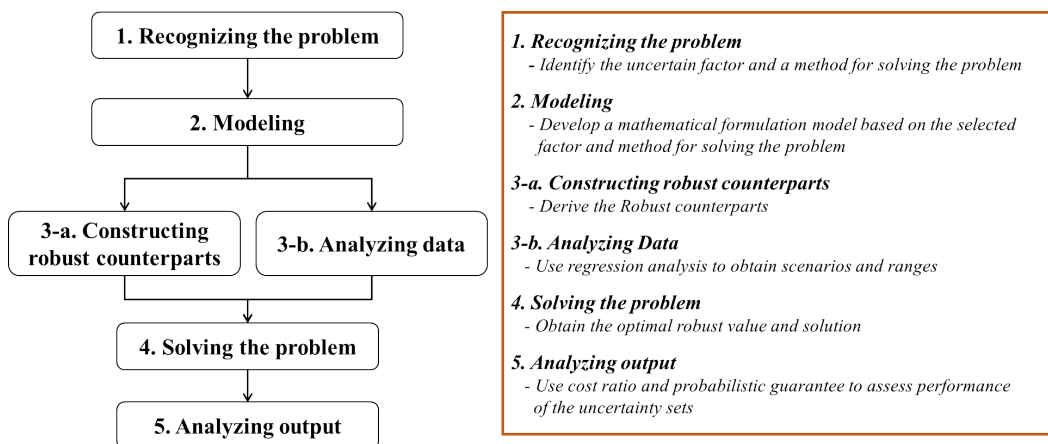 1. Recognizing the problem
2. Modeling
3-a. Constructing
robust counterparts
3-b. Analyzing data
4. Solving the problem
5. Analyzing output
1. Recognizing the problem
- Identify the uncertain factor and a method for solving the problem
2. Modeling
- Develop a mathematical formulation model based on the selected
factor and method for solving the problem
3-a. Constructing robust counterparts
- Derive the Robust counterparts
3-b. Analyzing Data
- Use regression analysis to obtain scenarios and ranges
4. Solving the problem
- Obtain the optimal robust value and solution
5. Analyzing output
- Use cost ratio and probabilistic guarantee to assess performance
of the uncertainty sets